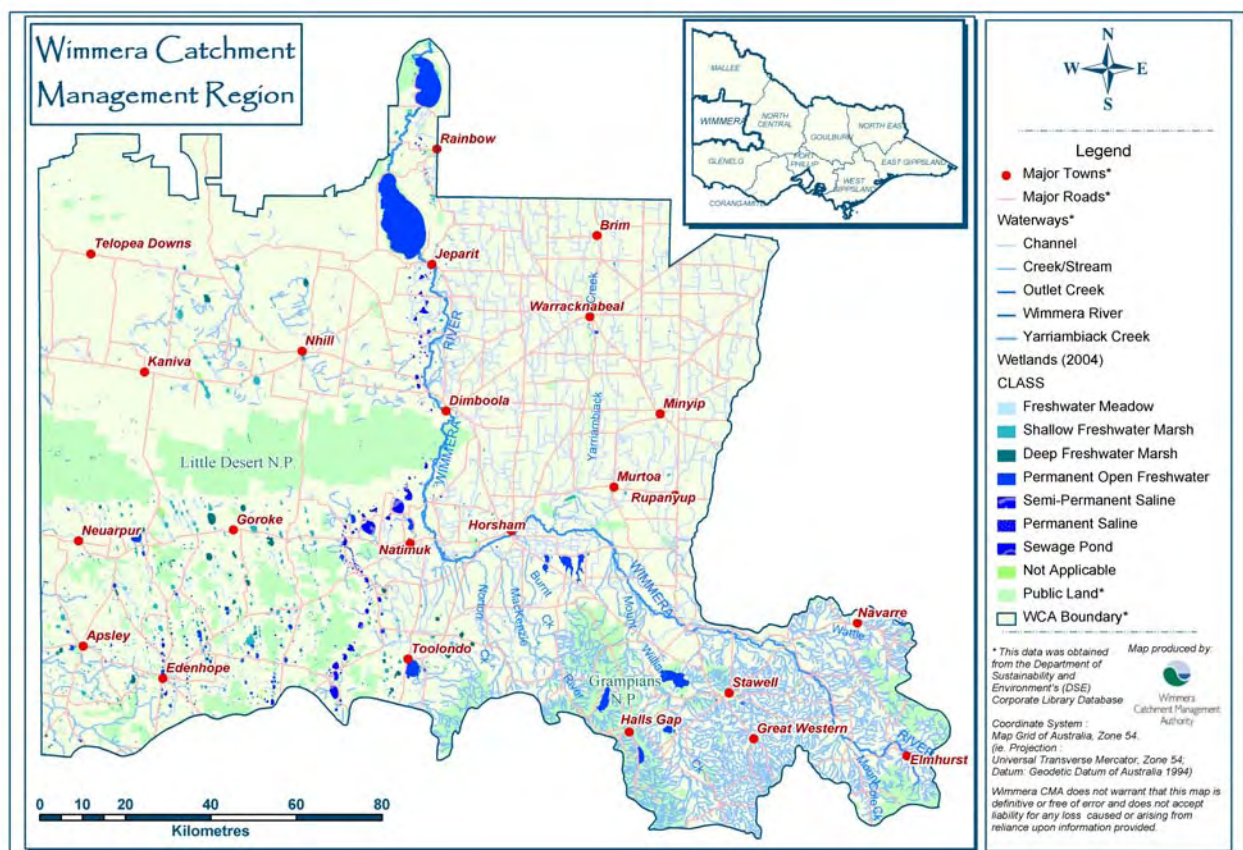 Wimmera Catchment
Management Region
MALLEE
WIMMERA
NORTH
CENTRAL
GOULBURN
NORTH EAST
GLENELG
PORT
PHILLIP
EAST GIPPSLAND
WEST
GIPPSLAND
CORANGAMITE
Rainbow
Telopea Downs
Brim
Jeparit
Creek
Warracknabeal
RIVER
Nhill
Kaniva
Dimboola
Minyip
WIMMERA
Yarriambiack
Little Desert N.P.
Murtoa
Rupanyup
Goroke
Neuarpur
Horsham
Natimuk
WIMMERA
Burnt
Ck
Norton
Ck
MacKenzie
River
Mount
William
Ck
Navarre
Wattle
Apsley
Toolondo
Edenhope
Grampians
N.P.
Stawell
Halls Gap
Great Western
RIVER
Elmhurst
Mount Cole Ck
0 10 20 40 60 80
Kilometres
N
W E
S
Legend
Major Towns*
Major Roads*
Waterways*
Channel
Creek/Stream
Outlet Creek
Wimmera River
Yarriambiack Creek
Wetlands (2004)
CLASS
Freshwater Meadow
Shallow Freshwater Marsh
Deep Freshwater Marsh
Permanent Open Freshwater
Semi-Permanent Saline
Permanent Saline
Sewage Pond
Not Applicable
Public Land*
WCA Boundary*
* This data was obtained
from the Department of
Sustainability and
Environment's (DSE)
Corporate Library Database
Map produced by:
Wimmera
Catchment Management
Authority
Coordinate System :
Map Grid of Australia, Zone 54.
(ie. Projection :
Universal Transverse Mercator, Zone 54;
Datum: Geodetic Datum of Australia 1994)
Wimmera CMA does not warrant that this map is
definitive or free of error and does not accept
liability for any loss caused or arising from
reliance upon information provided.